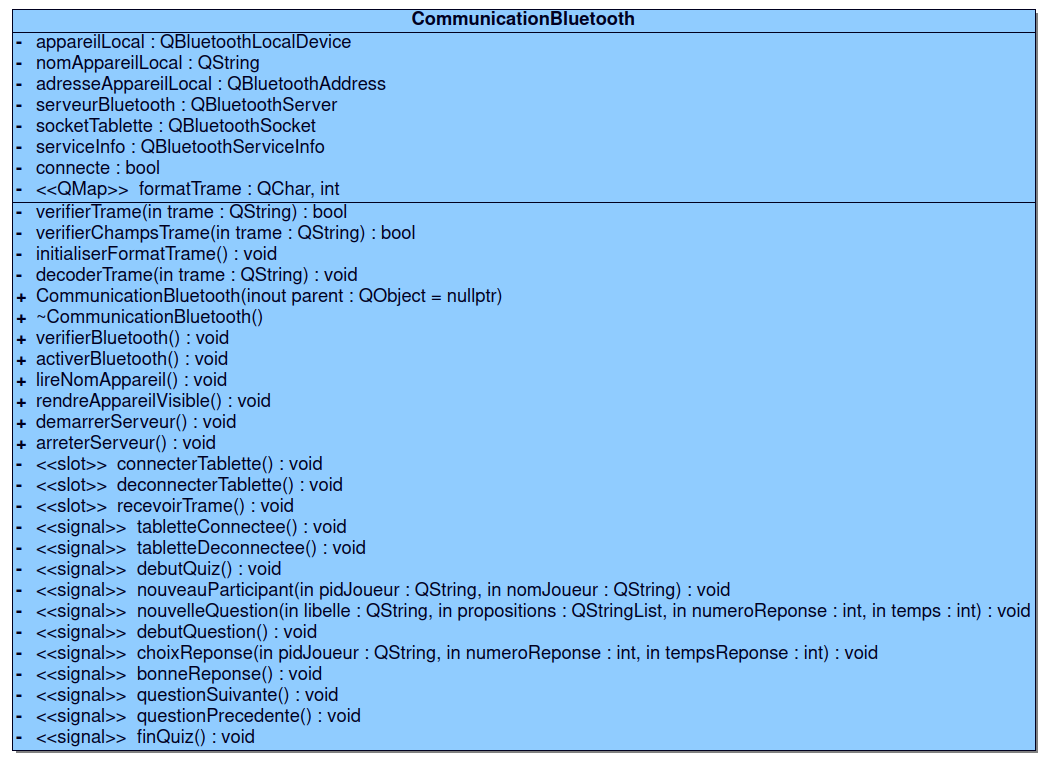 CommunicationBluetooth
- appareilLocal : QBluetoothLocalDevice
- nomAppareilLocal : QString
- adresseAppareilLocal : QBluetoothAddress
- serveurBluetooth : QBluetoothServer
- socketTablette : QBluetoothSocket
- serviceInfo : QBluetoothServiceInfo
- connecte : bool
- <<QMap>> formatTrame : QChar, int
- verifierTrame(in trame : QString) : bool
- verifierChampsTrame(in trame : QString) : bool
- initialiserFormatTrame() : void
- decoderTrame(in trame : QString) : void
+ CommunicationBluetooth(inout parent : QObject = nullptr)
+ ~CommunicationBluetooth()
+ verifierBluetooth() : void
+ activerBluetooth() : void
+ lireNomAppareil() : void
+ rendreAppareilVisible() : void
+ demarrerServeur() : void
+ arreterServeur() : void
- <<slot>> connecterTablette() : void
- <<slot>> deconnecterTablette() : void
- <<slot>> recevoirTrame() : void
- <<signal>> tabletteConnectee() : void
- <<signal>> tabletteDeconnectee() : void
- <<signal>> debutQuiz() : void
- <<signal>> nouveauParticipant(in pidJoueur : QString, in nomJoueur : QString) : void
- <<signal>> nouvelleQuestion(in libelle : QString, in propositions : QStringList, in numeroReponse : int, in temps : int) : void
- <<signal>> debutQuestion() : void
- <<signal>> choixReponse(in pidJoueur : QString, in numeroReponse : int, in tempsReponse : int) : void
- <<signal>> bonneReponse() : void
- <<signal>> questionSuivante() : void
- <<signal>> questionPrecedente() : void
- <<signal>> finQuiz() : void